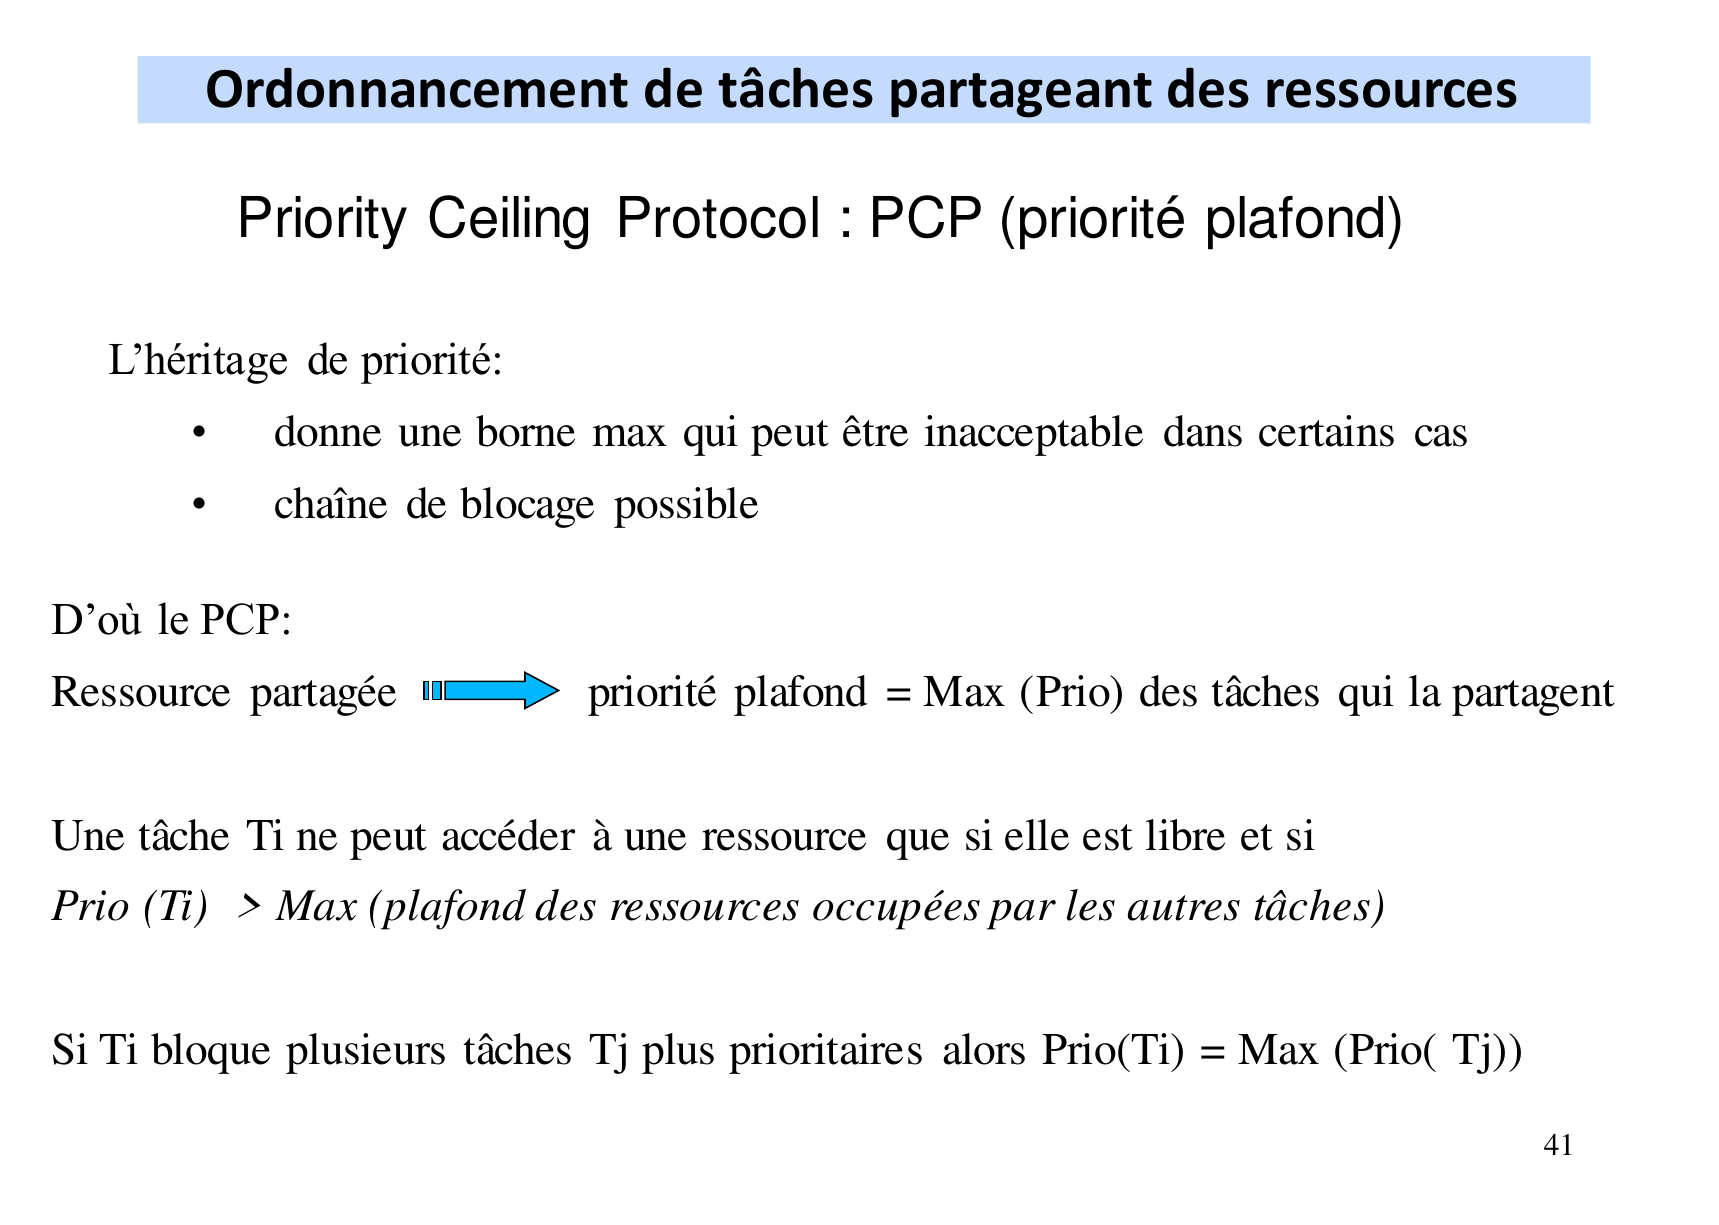 Ordonnancement de tâches partageant des ressources
Priority Ceiling Protocol : PCP (priorité plafond)
L’héritage de priorité:
• donne une borne max qui peut être inacceptable dans certains cas
• chaîne de blocage possible
D’où le PCP:
Ressource partagée priorité plafond = Max (Prio) des tâches qui la partagent
Une tâche Ti ne peut accéder à une ressource que si elle est libre et si
Prio (Ti) > Max (plafond des ressources occupées par les autres tâches)
Si Ti bloque plusieurs tâches Tj plus prioritaires alors Prio(Ti) = Max (Prio( Tj))
41